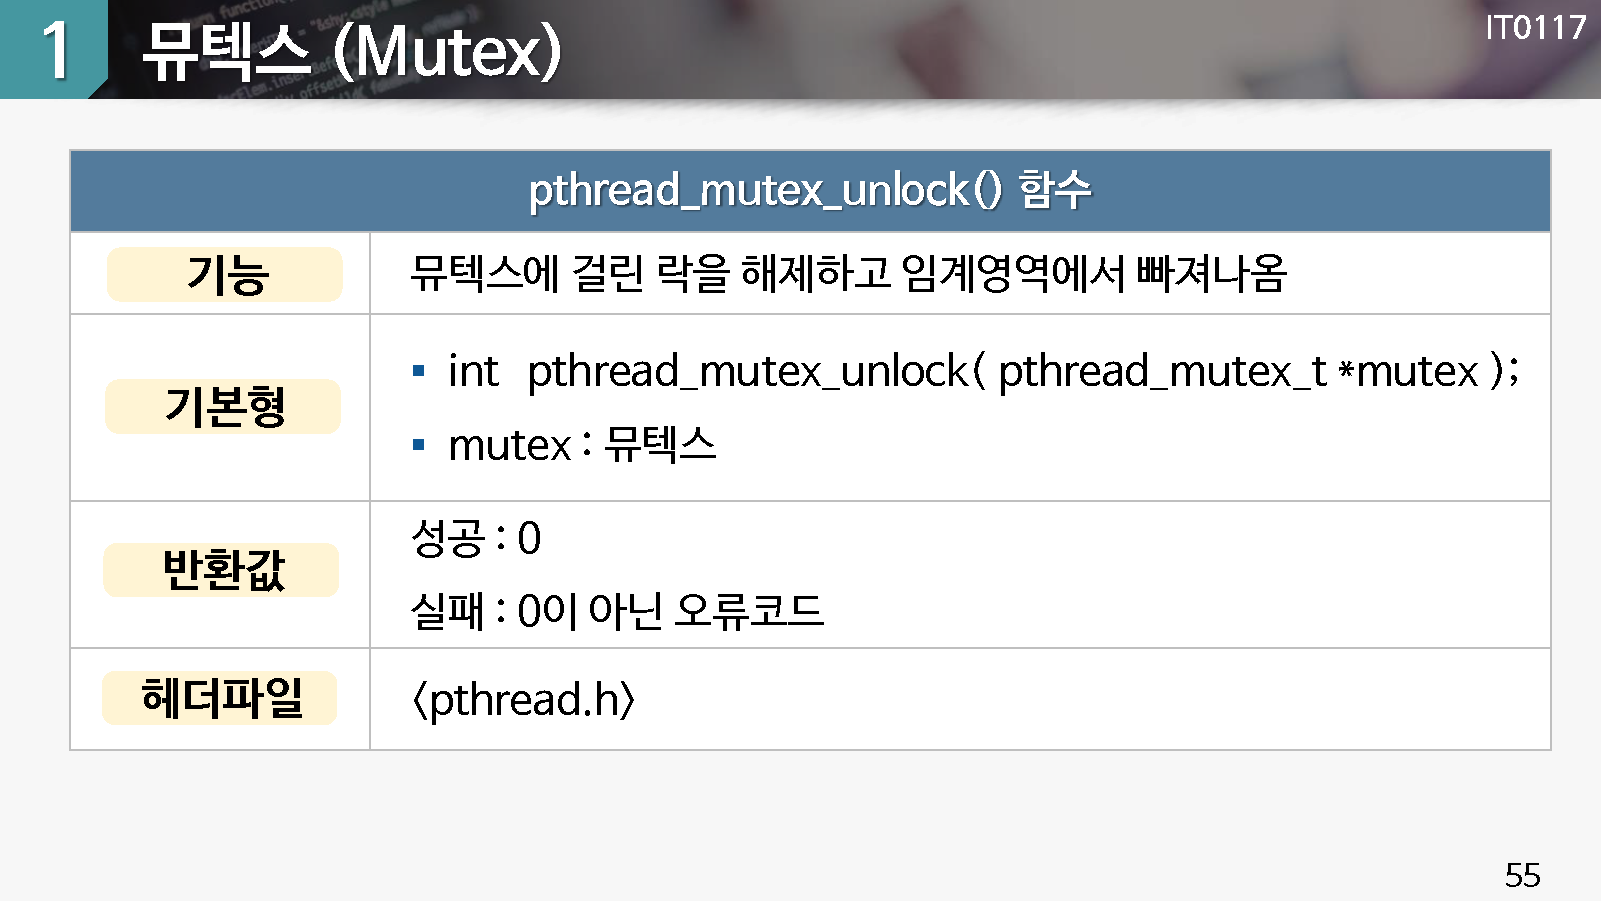 1 뮤텍스 (Mutex)
IT0117
pthread_mutex_unlock() 함수
기능
뮤텍스에 걸린 락을 해제하고 임계영역에서 빠져나옴
기본형
▪ int pthread_mutex_unlock( pthread_mutex_t *mutex );
▪ mutex : 뮤텍스
반환값
성공 : 0
실패 : 0이 아닌 오류코드
헤더파일
<pthread.h>
55